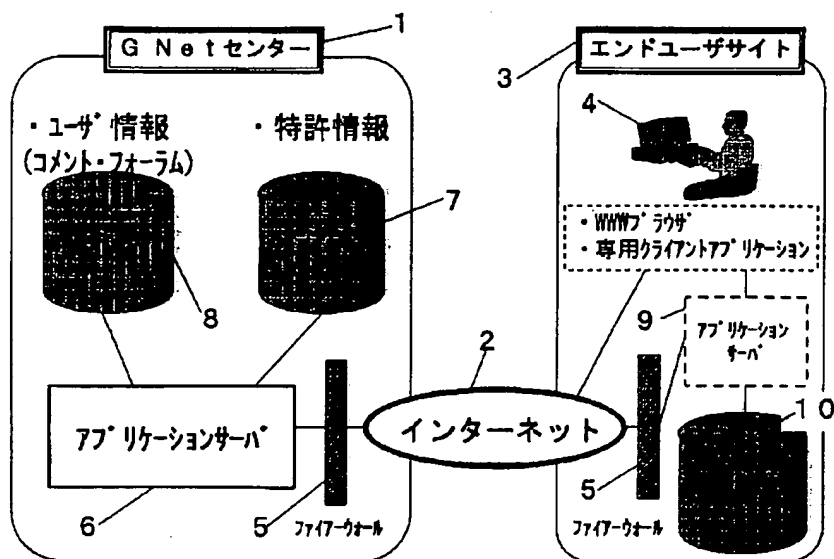 GNetセンター
1
・ﾕｰｻﾞ情報
(コメント・フォーラム)
・特許情報
7
8
アプリケーションサーバ
6
5
ファイアーウォール
2
インターネット
3
エンドユーザサイト
4
・WWWブラウザ
・専用クライアントアプリケーション
9
アプリケーション
サーバ
10
5
ファイアーウォール